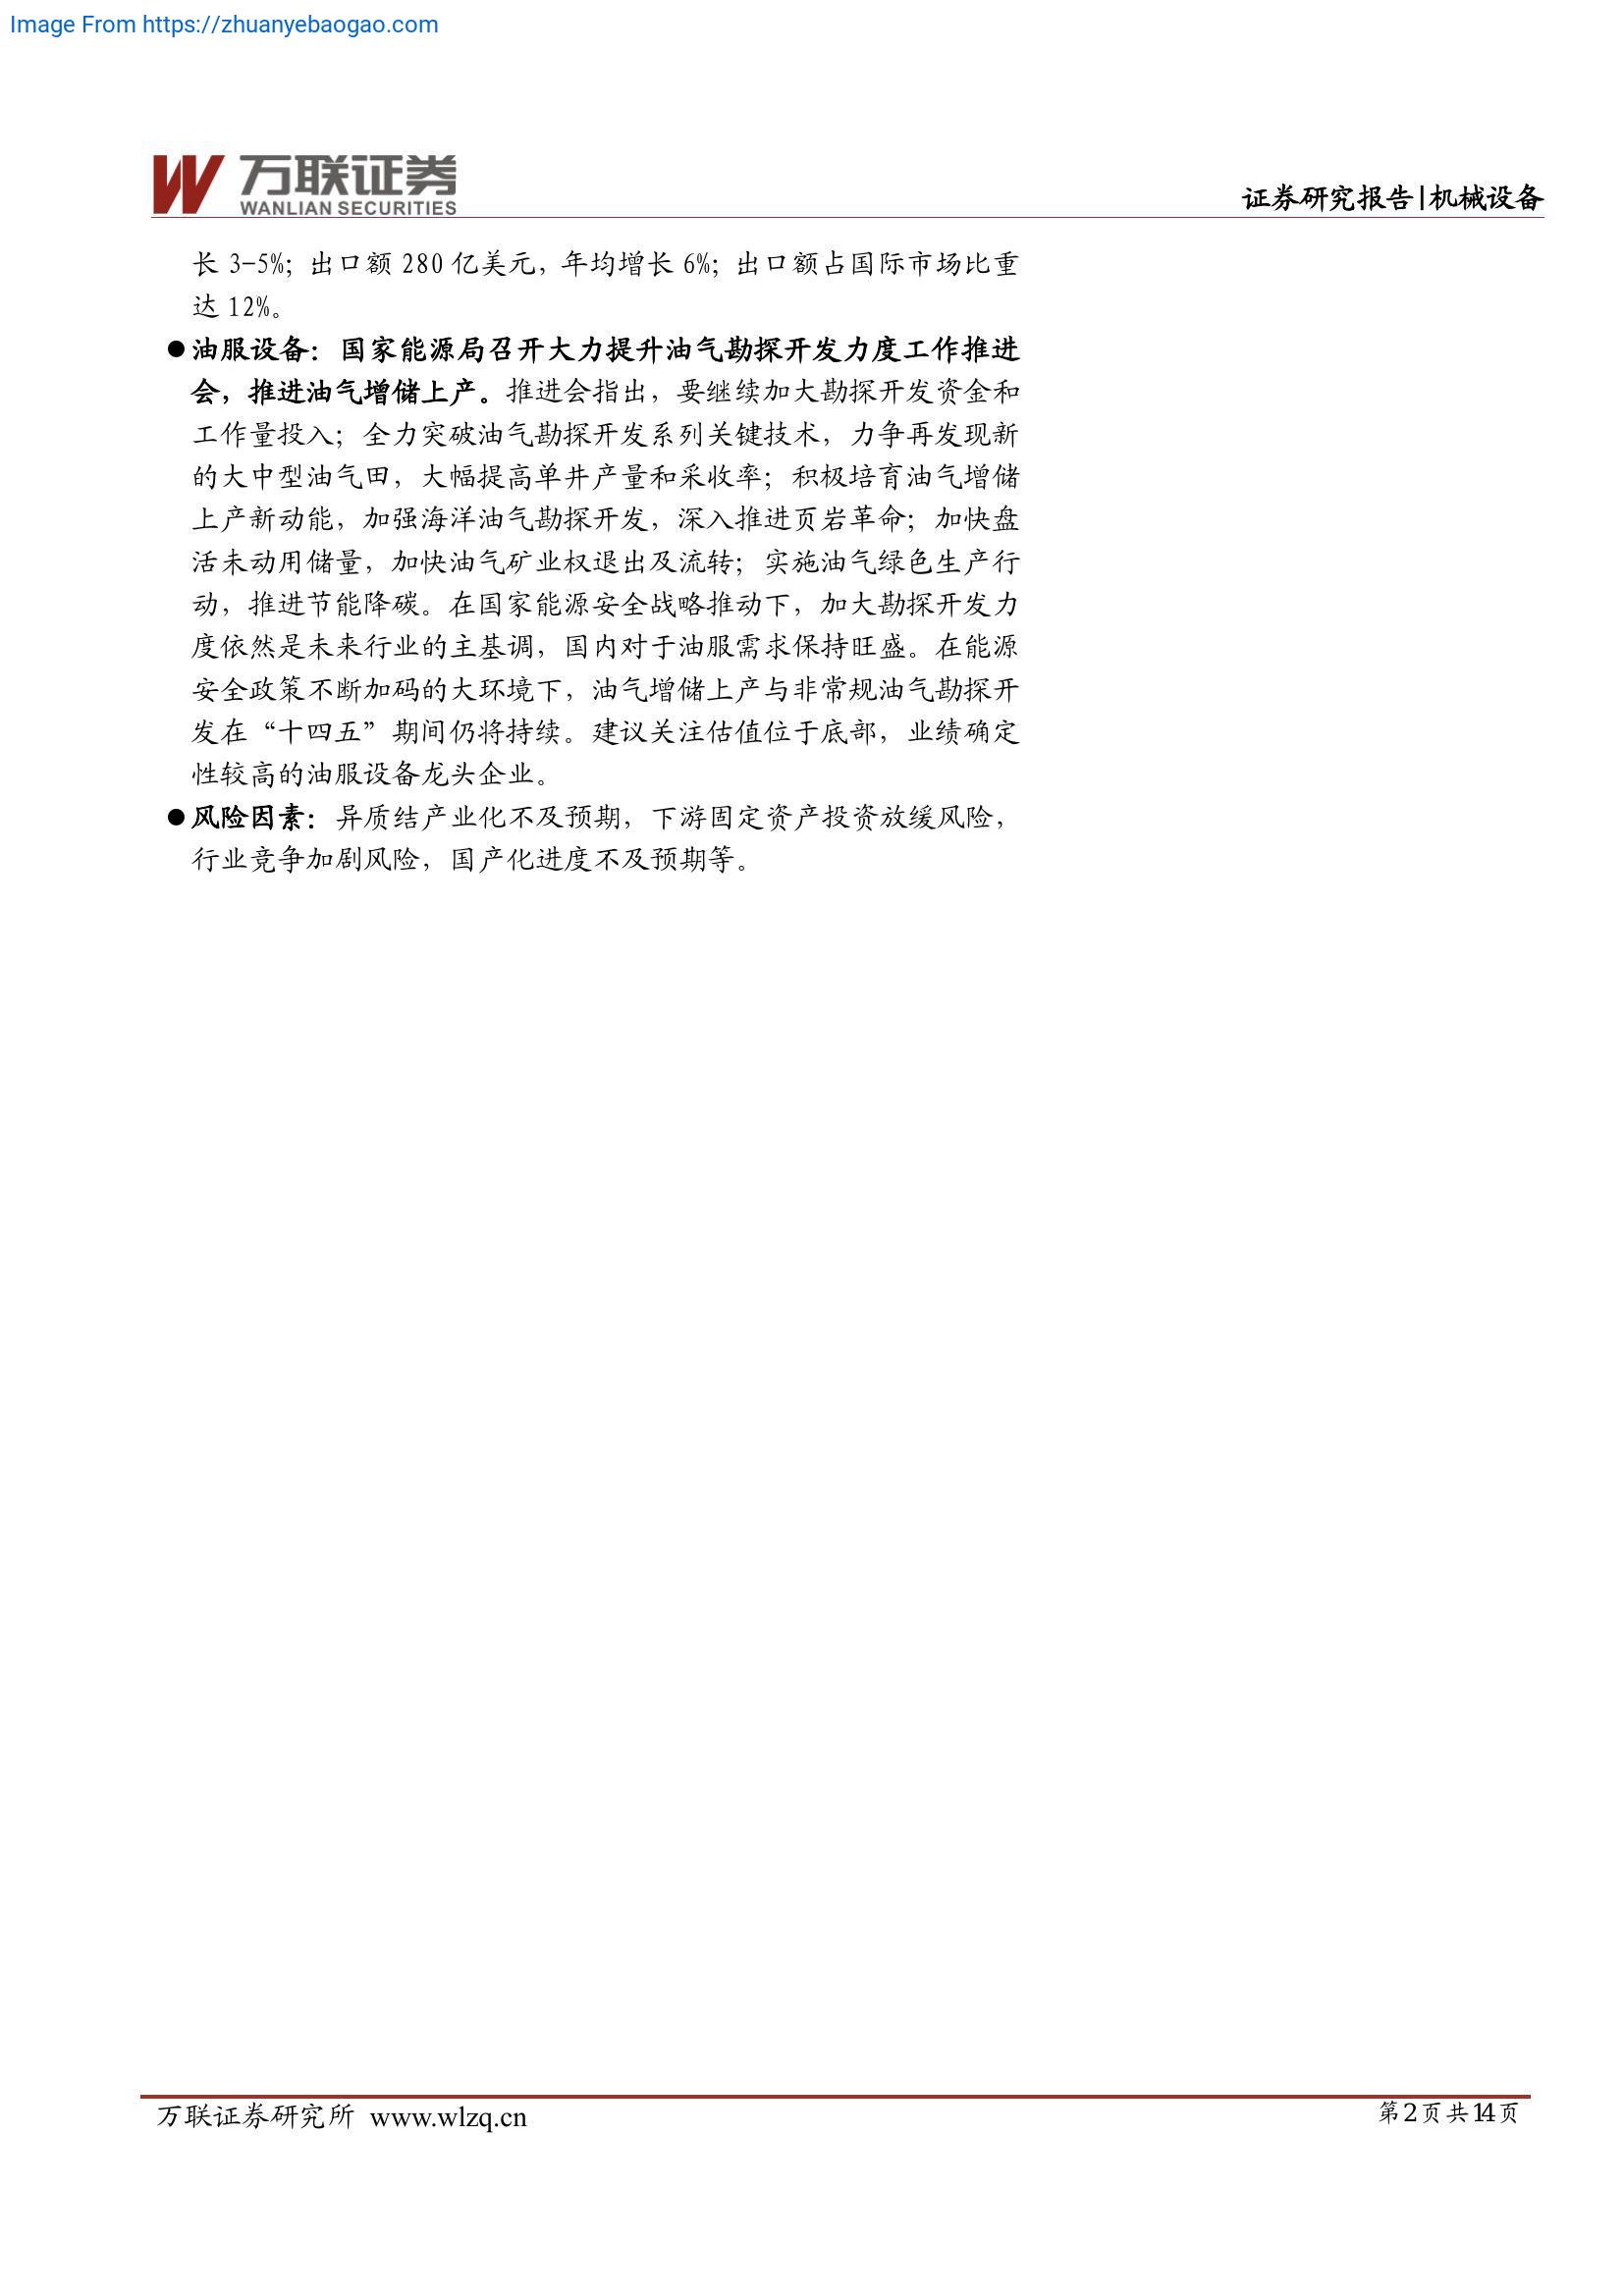 Image From https://zhuanyebaogao.com
万联证券
WANLIAN SECURITIES
证券研究报告|机械设备
长 3-5%；出口额 280 亿美元，年均增长 6%；出口额占国际市场比重
达 12%。
●油服设备：国家能源局召开大力提升油气勘探开发力度工作推进
会，推进油气增储上产。推进会指出，要继续加大勘探开发资金和
工作量投入；全力突破油气勘探开发系列关键技术，力争再发现新
的大中型油气田，大幅提高单井产量和采收率；积极培育油气增储
上产新动能，加强海洋油气勘探开发，深入推进页岩革命；加快盘
活未动用储量，加快油气矿业权退出及流转；实施油气绿色生产行
动，推进节能降碳。在国家能源安全战略推动下，加大勘探开发力
度依然是未来行业的主基调，国内对于油服需求保持旺盛。在能源
安全政策不断加码的大环境下，油气增储上产与非常规油气勘探开
发在“十四五”期间仍将持续。建议关注估值位于底部，业绩确定
性较高的油服设备龙头企业。
●风险因素：异质结产业化不及预期，下游固定资产投资放缓风险，
行业竞争加剧风险，国产化进度不及预期等。
万联证券研究所 www.wlzq.cn
第2页共14页